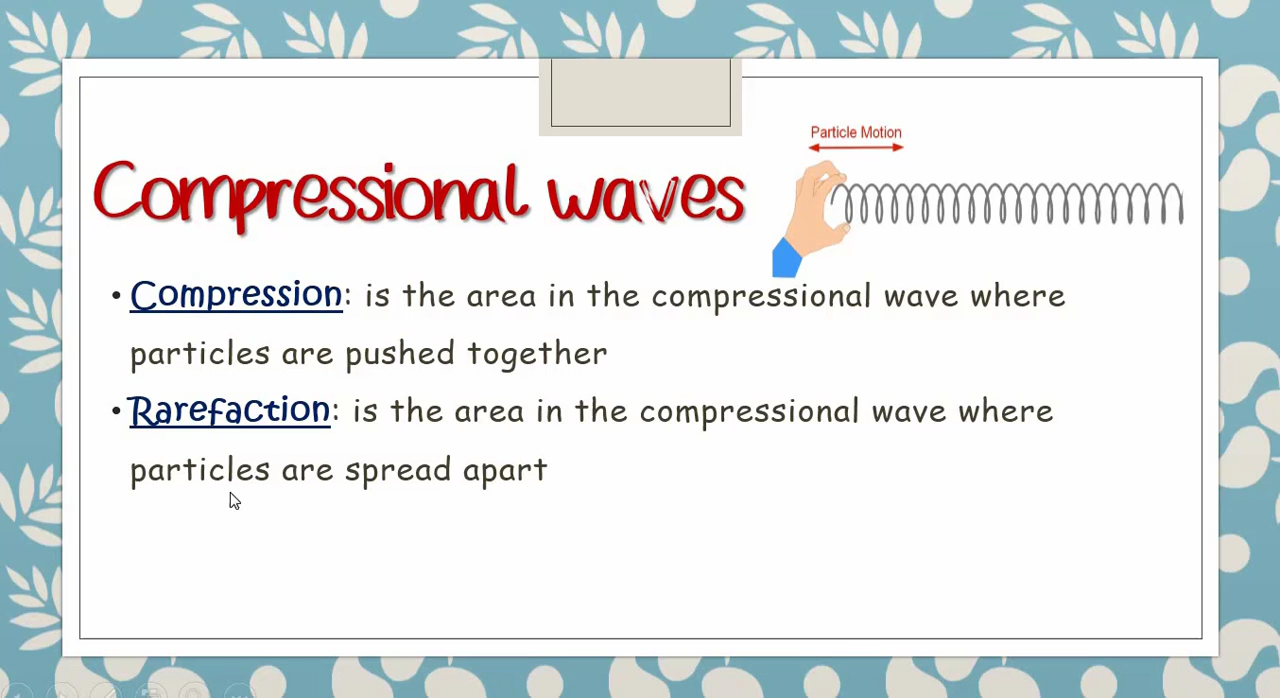 Particle Motion
Compressional waves
• Compression: is the area in the compressional wave where
particles are pushed together
• Rarefaction: is the area in the compressional wave where
particles are spread apart